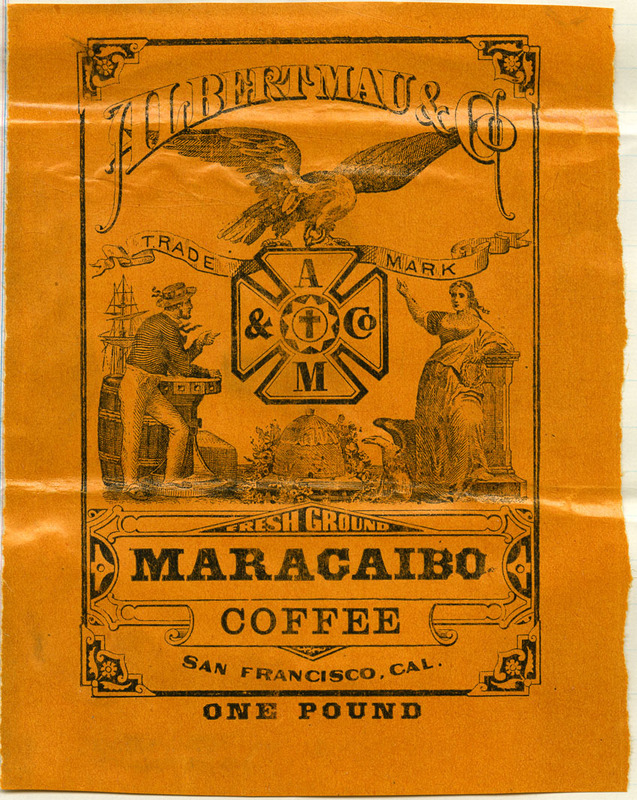 ALBERT MAU & Co
TRADE MARK
A
& Co
M
FRESH GROUND
MARACAIBO
COFFEE
SAN FRANCISCO, CAL.
ONE POUND